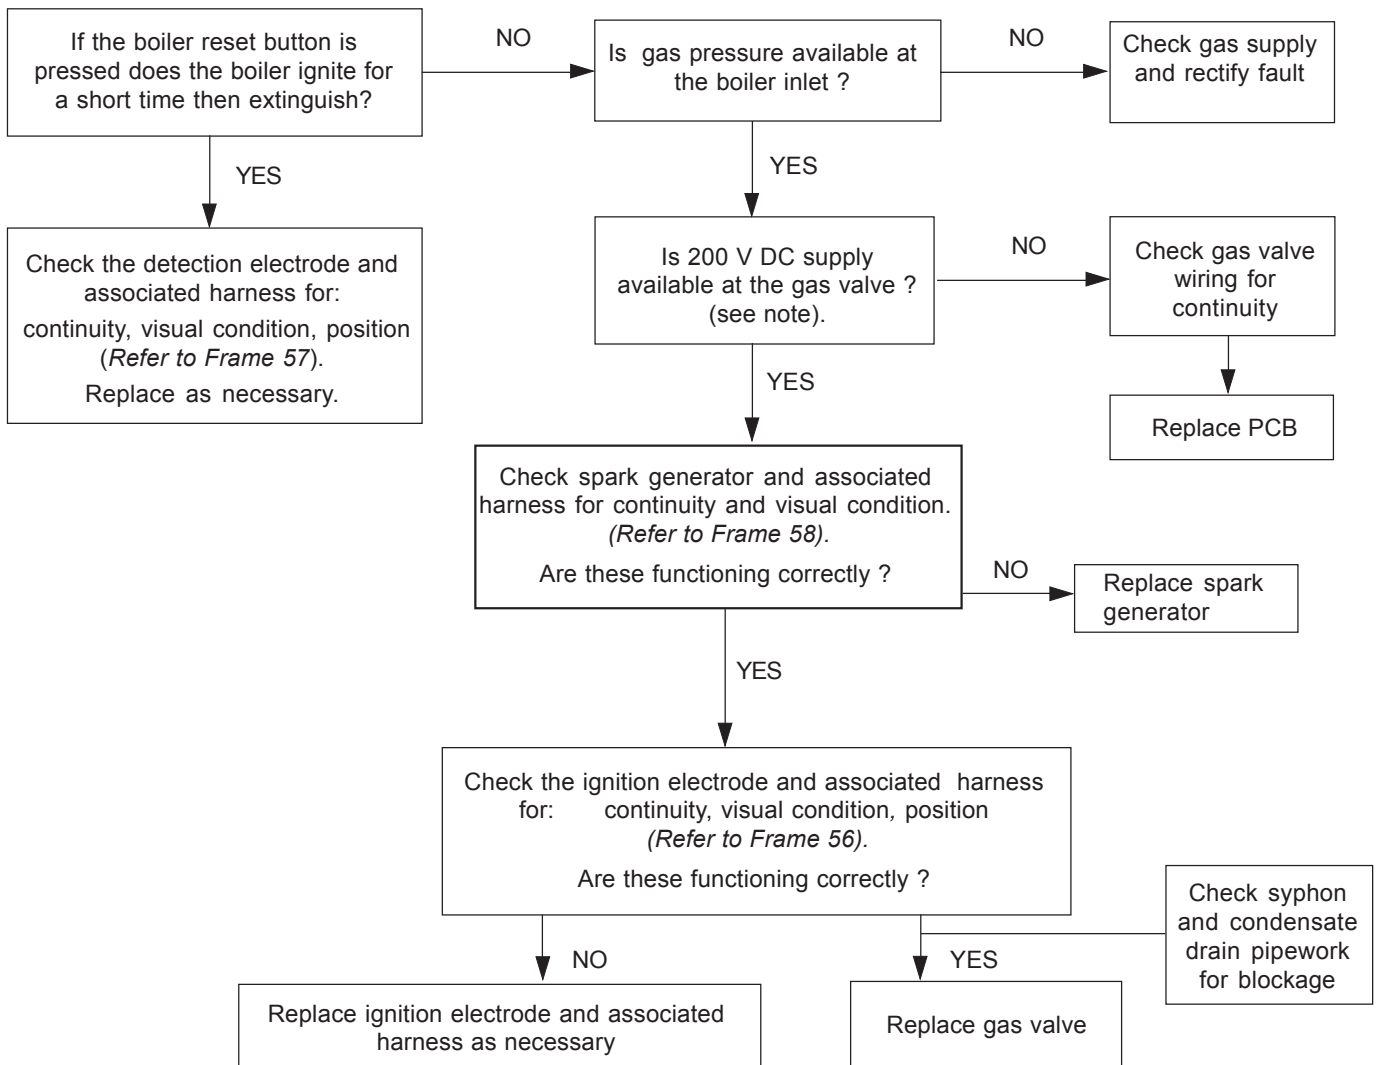 If the boiler reset button is
pressed does the boiler ignite for
a short time then extinguish?
NO
Is gas pressure available at
the boiler inlet ?
NO
Check gas supply
and rectify fault
YES
YES
Check the detection electrode and
associated harness for:
continuity, visual condition, position
(Refer to Frame 57).
Replace as necessary.
Is 200 V DC supply
available at the gas valve ?
(see note).
NO
Check gas valve
wiring for
continuity
YES
Replace PCB
Check spark generator and associated
harness for continuity and visual condition.
(Refer to Frame 58).
Are these functioning correctly ?
NO
Replace spark
generator
YES
Check the ignition electrode and associated harness
for: continuity, visual condition, position
(Refer to Frame 56).
Are these functioning correctly ?
Check syphon
and condensate
drain pipework
for blockage
NO
YES
Replace ignition electrode and associated
harness as necessary
Replace gas valve